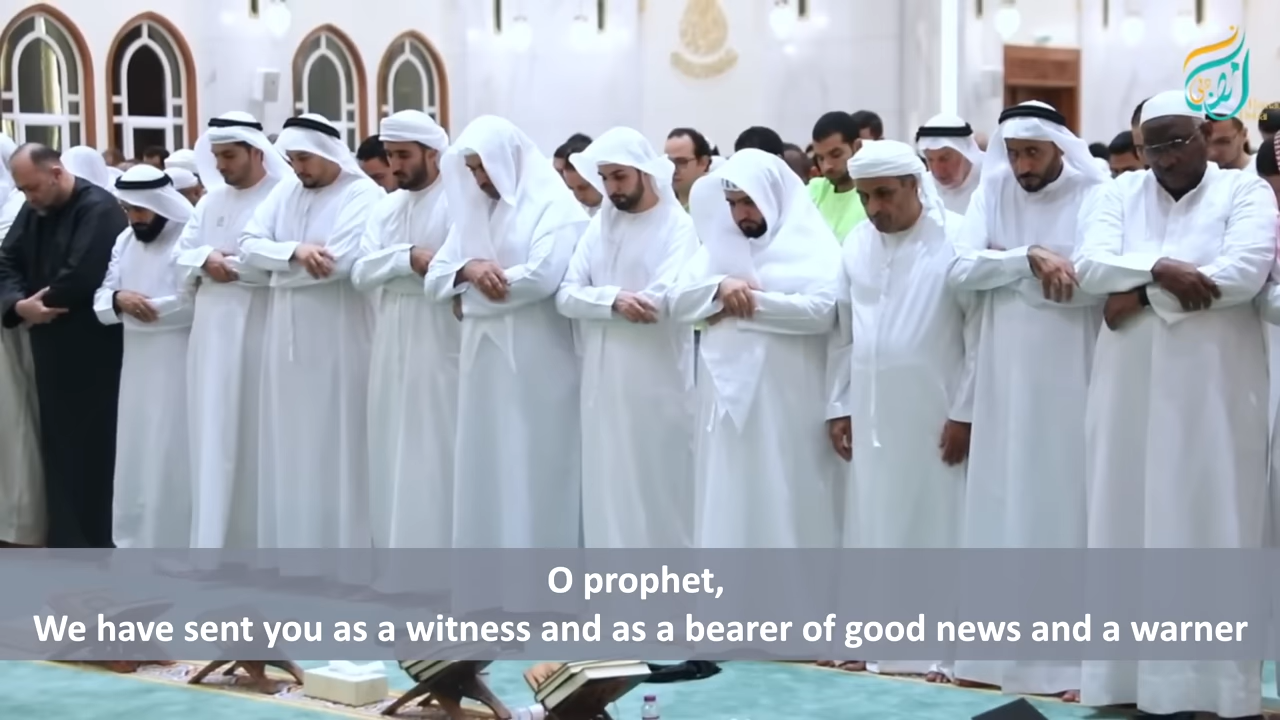 O prophet,
We have sent you as a witness and as a bearer of good news and a warner